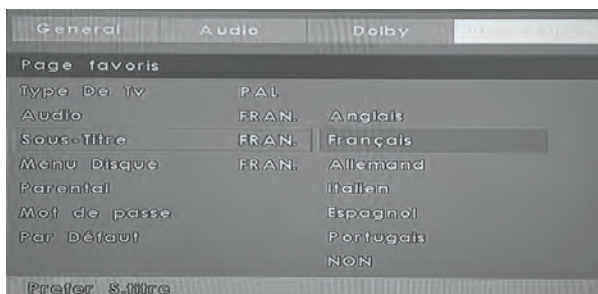 General Audio Dolby
Page favoris
Type De Tv PAL
Audio FRAN. Anglais
Sous-Titre FRAN. Français
Menu Disque FRAN. Allemand
Parental Italien
Mot de passe Espagnol
Par Défaut Portugais
NON
Prefer S.titre